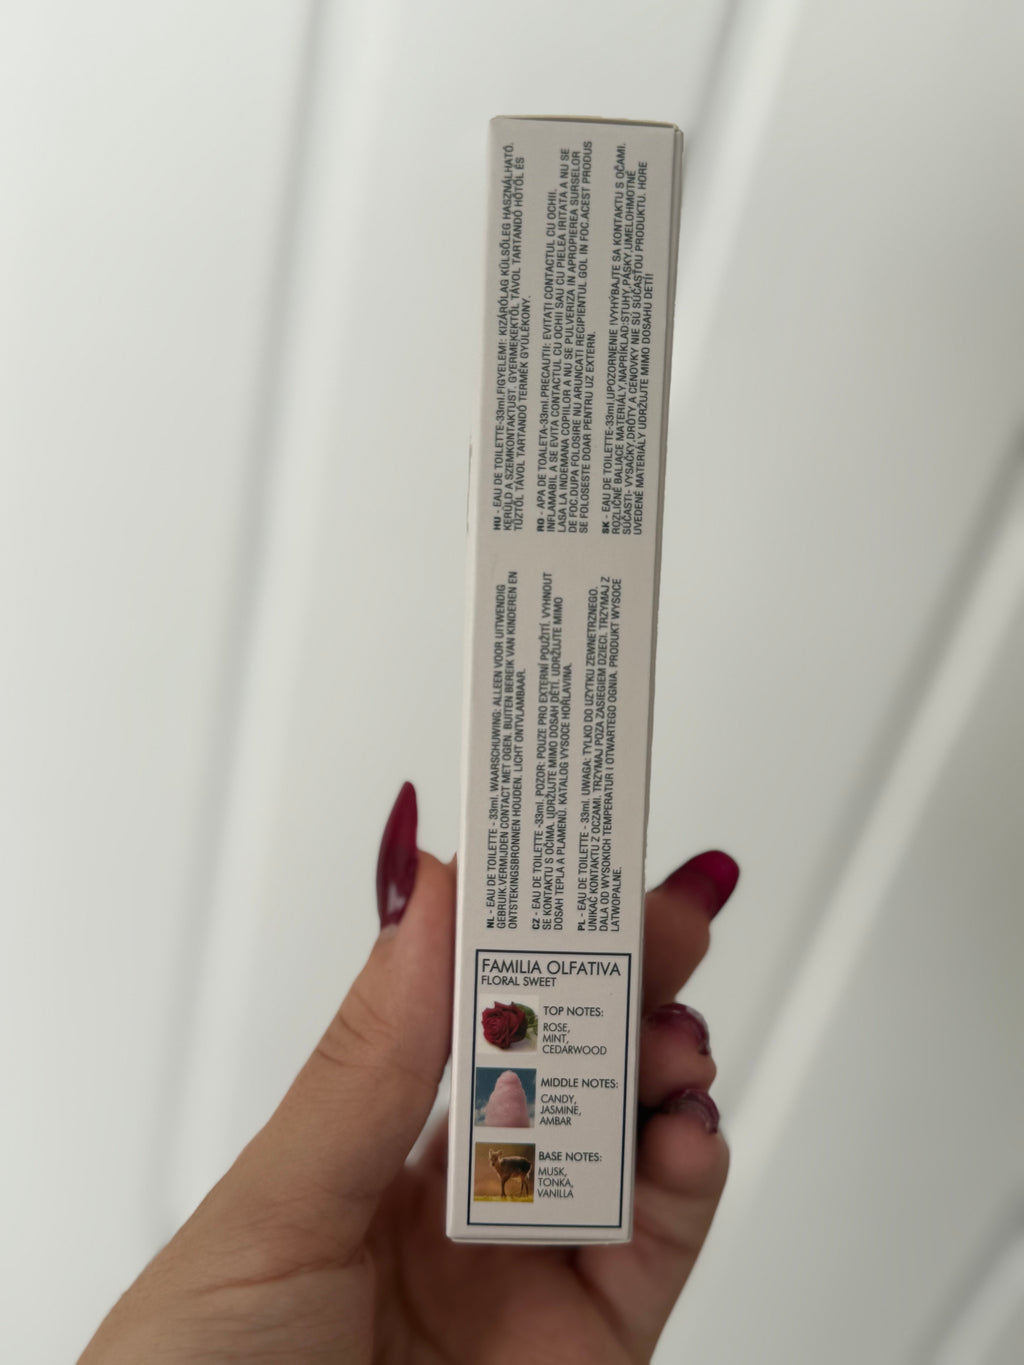 HU - EAU DE TOILETTE-33ml.FIGYELEM!: KIZÁRÓLAG KÜLSŐLEG HASZNÁLHATÓ.
KERÜLD A SZEMKONTAKTUST. GYERMEKEKTŐL TÁVOL TARTANDÓ HŐTŐL ÉS
TŰZTŐL TÁVOL TARTANDÓ TERMÉK GYÚLÉKONY.
RO - APA DE TOALETA-33ml.PRECAUTII: EVITATI CONTACTUL CU OCHII.
INFLAMABIL A SE EVITA CONTACTUL CU OCHII SAU CU PIELEA IRITATA A NU SE
LASA LA INDEMANA COPIILOR A NU SE PULVERIZA IN APROPIEREA SURSELOR
DE FOC.DUPA FOLOSIRE NU ARUNCATI RECIPIENTUL GOL IN FOC.ACEST PRODUS
SE FOLOSESTE DOAR PENTRU UZ EXTERN.
SK - EAU DE TOILETTE-33ml,UPOZORNENIE !VYHÝBAJTE SA KONTAKTU S OČAMI.
ROZLIČNÉ BALIACE MATERIÁLY,NAPRÍKLAD:STUHY,PÁSKY,UMELOHMOTNÉ
SÚČASTI- VYSAČKY,DRÔTY A CENOVKY NIE SÚ SÚČASŤOU PRODUKTU. HORE
UVEDENÉ MATERIÁLY UDRŽUJTE MIMO DOSAHU DETÍ!
NL - EAU DE TOILETTE - 33ml. WAARSCHUWING: ALLEEN VOOR UITWENDIG
GEBRUIK.VERMIJDEN CONTACT MET OGEN. BUITEN BEREIK VAN KINDEREN EN
ONTSTEKINGSBRONNEN HOUDEN. LICHT ONTVLAMBAAR.
CZ - EAU DE TOILETTE -33ml. POZOR: POUZE PRO EXTERNÍ POUŽITÍ. VYHNOUT
SE KONTAKTU S OČIMA. UDRŽUJTE MIMO DOSAH DĚTÍ. UDRŽUJTE MIMO
DOSAH TEPLA A PLAMENŮ. KATALOG VYSOCE HOŘLAVINA.
PL - EAU DE TOILETTE - 33ml. UWAGA: TYLKO DO UZYTKU ZEWNETRZNEGO.
UNIKAĆ KONTAKTU Z OCZAMI. TRZYMAJ POZA ZASIEGIEM DZIECI. TRZYMAJ Z
DALA OD WYSOKICH TEMPERATUR I OTWARTEGO OGNIA. PRODUKT WYSOCE
LATWOPALNE.
FAMILIA OLFATIVA
FLORAL SWEET
TOP NOTES:
ROSE,
MINT,
CEDARWOOD
MIDDLE NOTES:
CANDY,
JASMINE,
AMBAR
BASE NOTES:
MUSK,
TONKA,
VANILLA